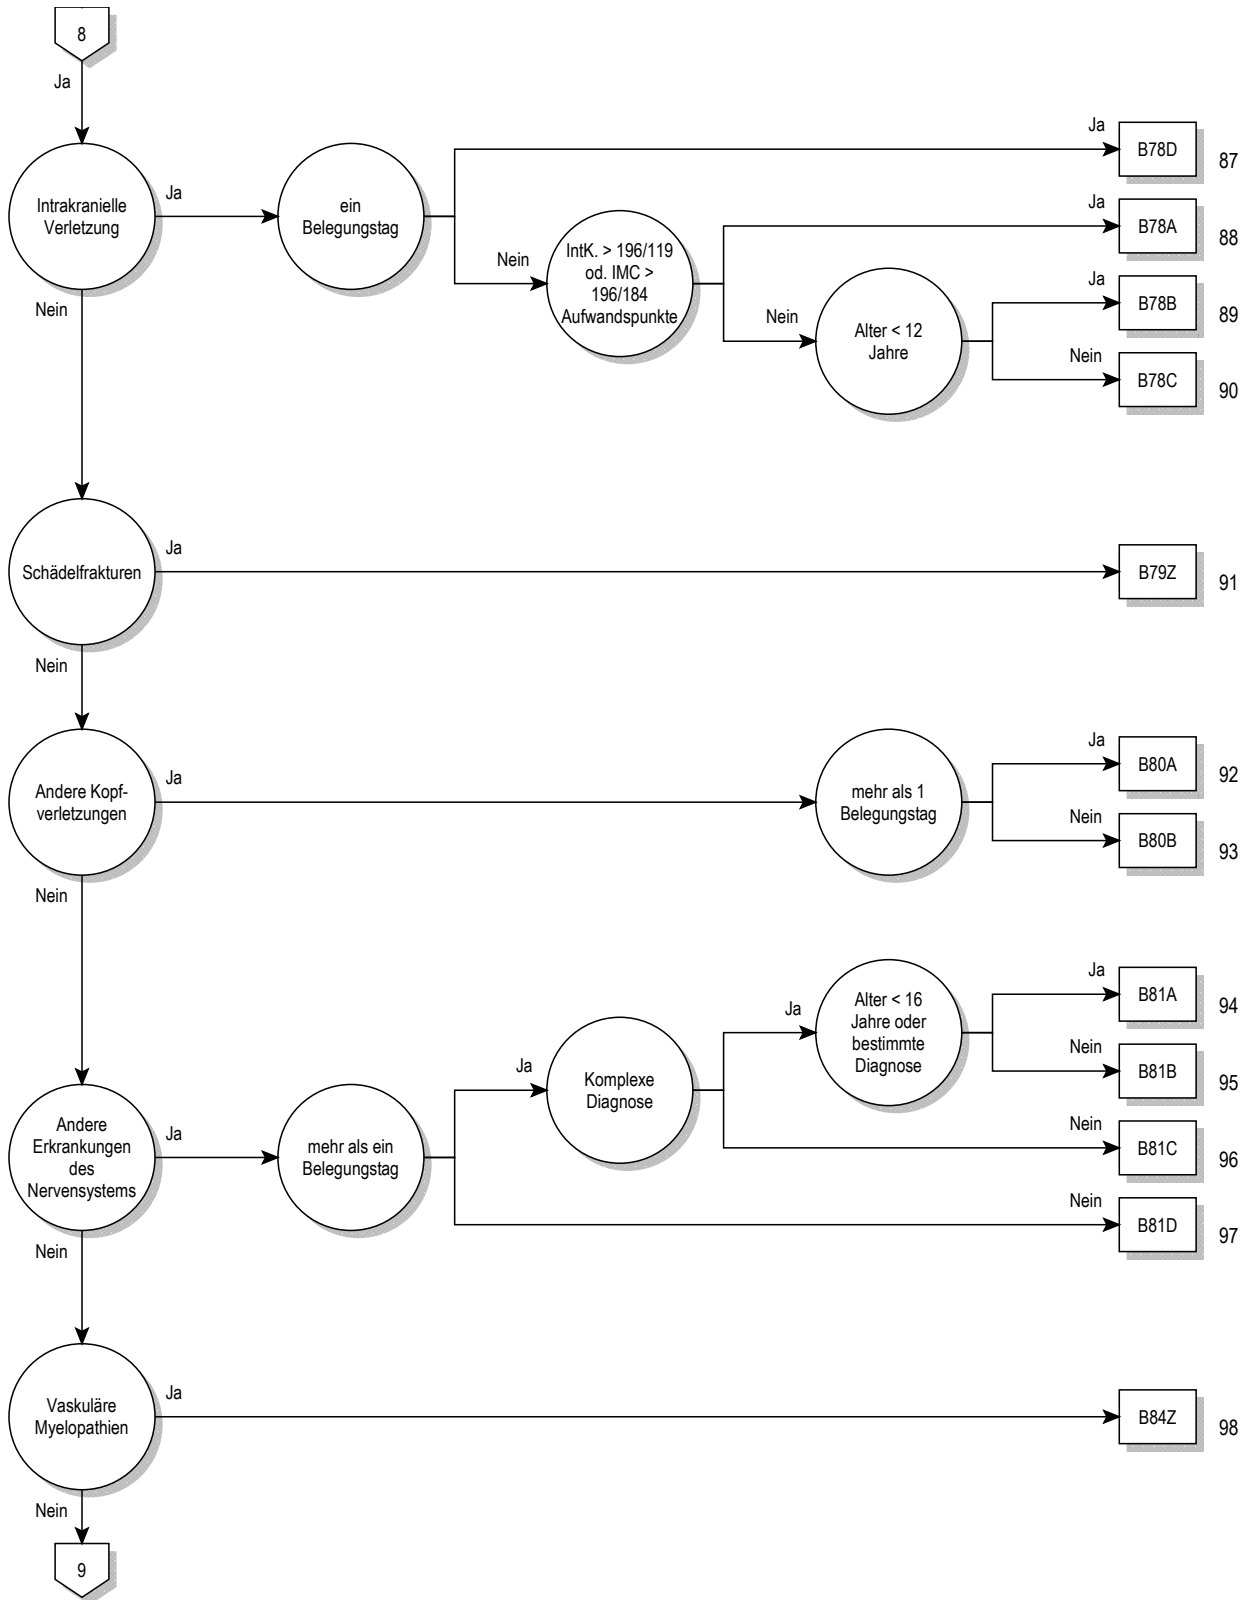 8
Ja
Intrakranielle
Verletzung
Ja
ein
Belegungstag
Ja
B78D
87
Nein
IntK. > 196/119
od. IMC >
196/184
Aufwandspunkte
Ja
B78A
88
Nein
Alter < 12
Jahre
Ja
B78B
89
Nein
B78C
90
Nein
Schädelfrakturen
Ja
B79Z
91
Nein
Andere Kopf-
verletzungen
Ja
mehr als 1
Belegungstag
Ja
B80A
92
Nein
B80B
93
Nein
Andere
Erkrankungen
des
Nervensystems
Ja
mehr als ein
Belegungstag
Ja
Komplexe
Diagnose
Ja
Alter < 16
Jahre oder
bestimmte
Diagnose
Ja
B81A
94
Nein
B81B
95
Nein
B81C
96
Nein
B81D
97
Nein
Vaskuläre
Myelopathien
Ja
B84Z
98
Nein
9